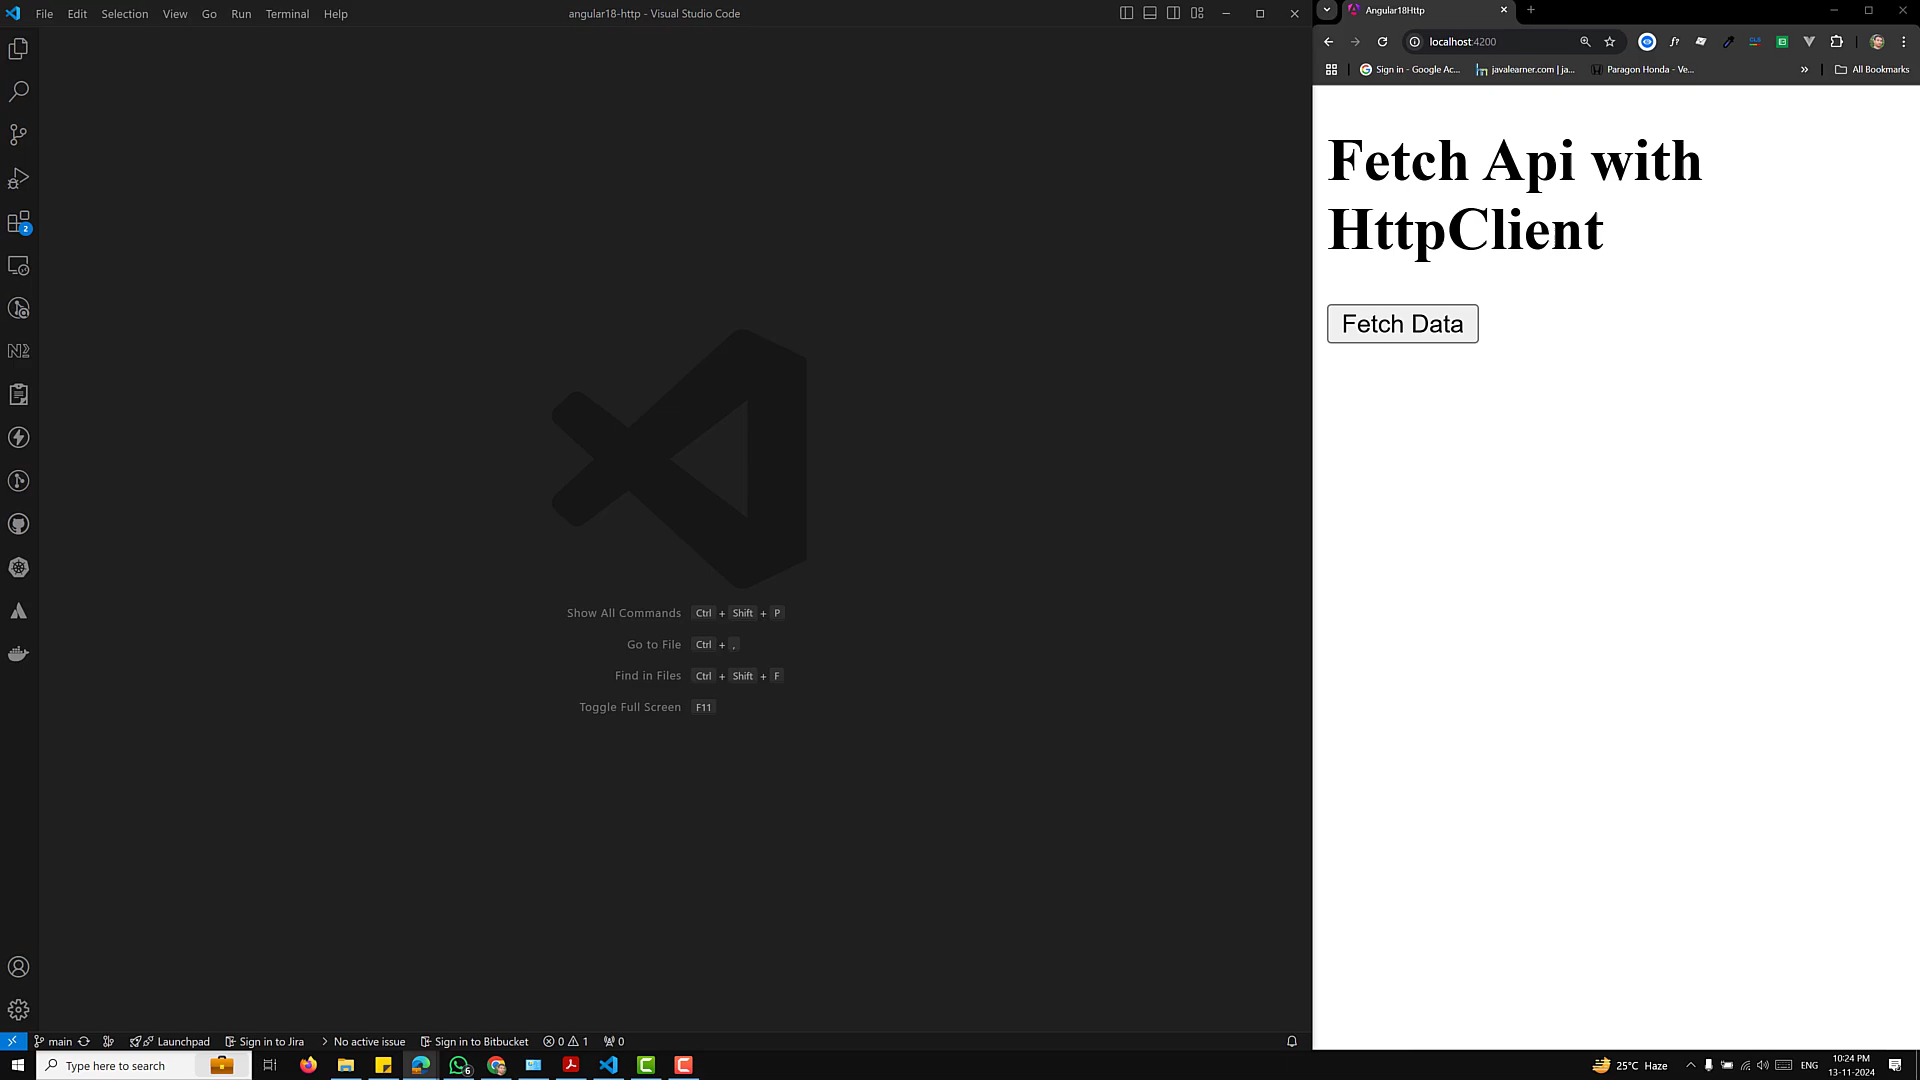 File Edit Selection View Go Run Terminal Help
angular18-http - Visual Studio Code
2
Show All Commands Ctrl + Shift + P
Go to File Ctrl + ,
Find in Files Ctrl + Shift + F
Toggle Full Screen F11
main Launchpad Sign in to Jira No active issue Sign in to Bitbucket 0 1 0
Angular18Http
localhost:4200
Sign in - Google Ac... javalearner.com | ja... Paragon Honda - Ve... » All Bookmarks
Fetch Api with
HttpClient
Fetch Data
Type here to search
6
25°C Haze
ENG
10:24 PM
13-11-2024